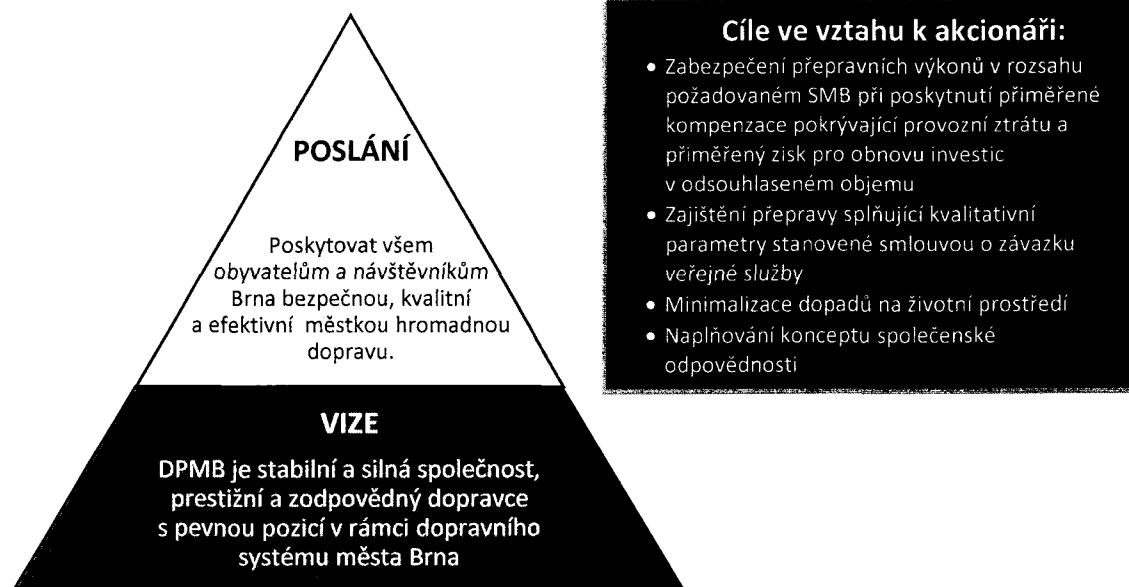 POSLÁNÍ
Poskytovat všem
obyvatelům a návštěvníkům
Brna bezpečnou, kvalitní
a efektivní městkou hromadnou
dopravu.
VIZE
DPMB je stabilní a silná společnost,
prestižní a zodpovědný dopravce
s pevnou pozicí v rámci dopravního
systému města Brna
Cíle ve vztahu k akcionáři:
• Zabezpečení přepravních výkonů v rozsahu
požadovaném SMB při poskytnutí přiměřené
kompenzace pokrývající provozní ztrátu a
přiměřený zisk pro obnovu investic
v odsouhlaseném objemu
• Zajištění přepravy splňující kvalitativní
parametry stanovené smlouvou o závazku
veřejné služby
• Minimalizace dopadů na životní prostředí
• Naplňování konceptu společenské
odpovědnosti